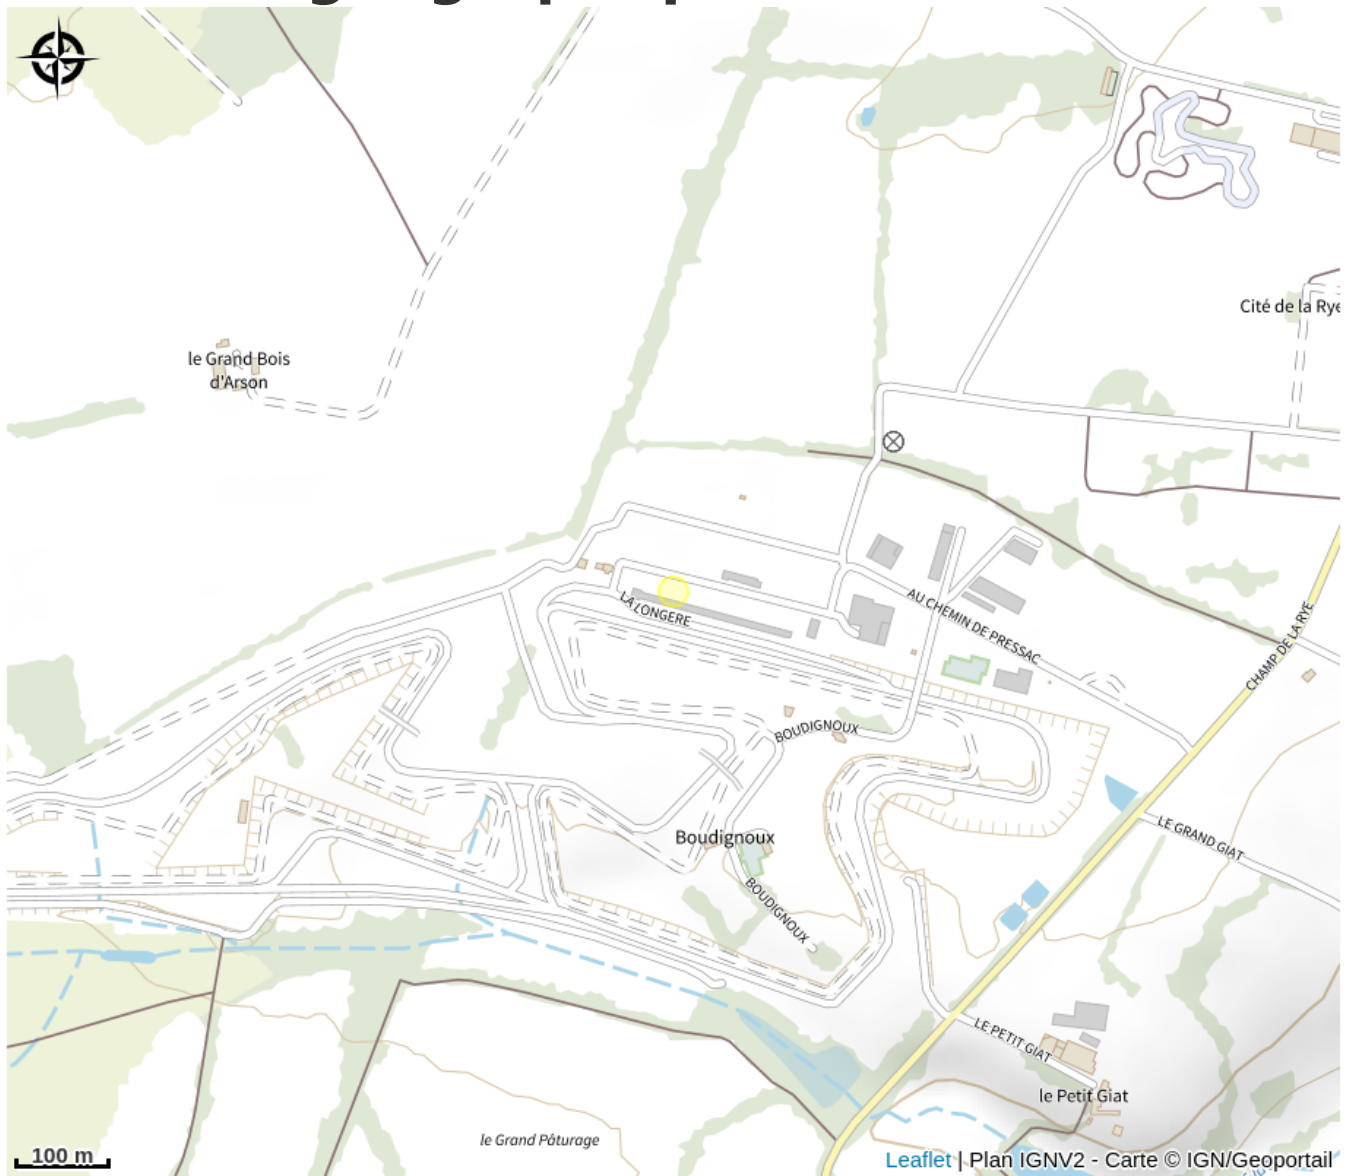 Cité de la Rye
le Grand Bois
d'Arson
LA LONGERE
AU CHEMIN DE PRESSAC
CHAMP DE LA RYE
BOUDIGNOUX
Boudignoux
LE GRAND GIAT
BOUDIGNOUX
LE PETIT GIAT
le Petit Giat
le Grand Pâturage
100 m
Leaflet | Plan IGNV2 - Carte © IGN/Geoportail